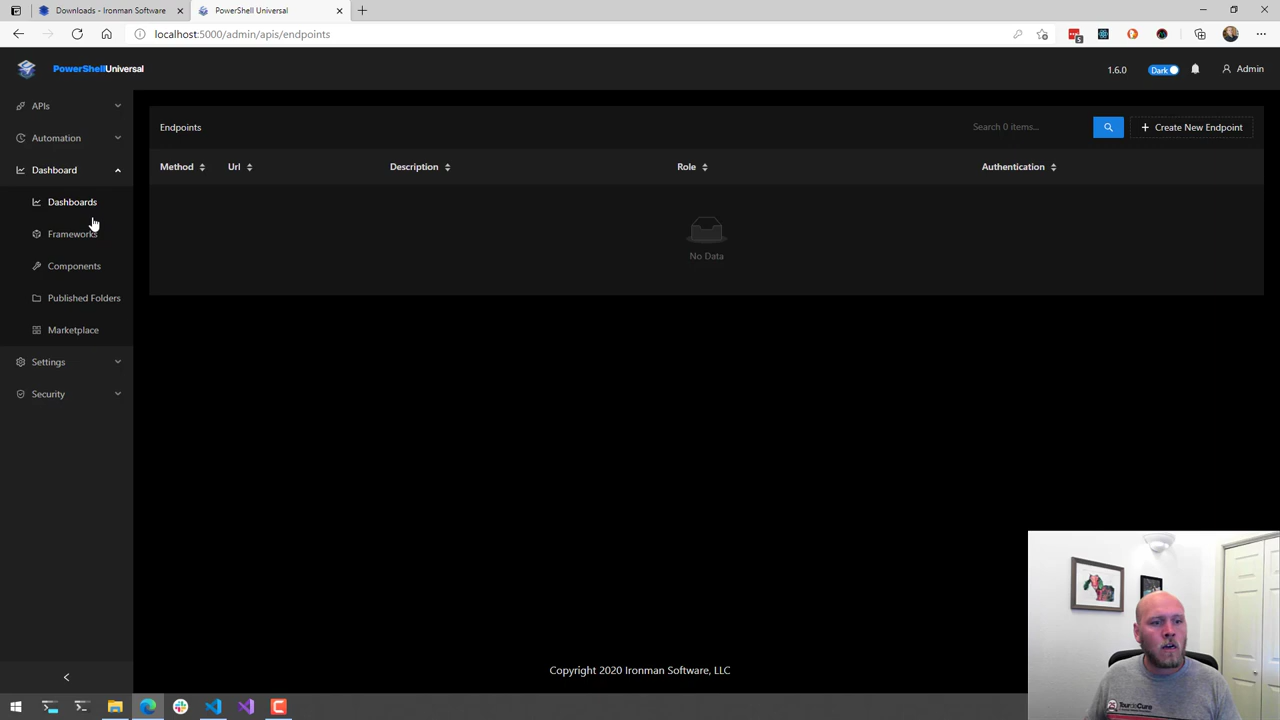 Downloads - Ironman Software
PowerShell Universal
localhost:5000/admin/apis/endpoints
5
PowerShellUniversal
1.6.0
Dark
Admin
APIs
Automation
Dashboard
Dashboards
Frameworks
Components
Published Folders
Marketplace
Settings
Security
Endpoints
Search 0 items...
Create New Endpoint
Method
Url
Description
Role
Authentication
No Data
Copyright 2020 Ironman Software, LLC
TourdeCure